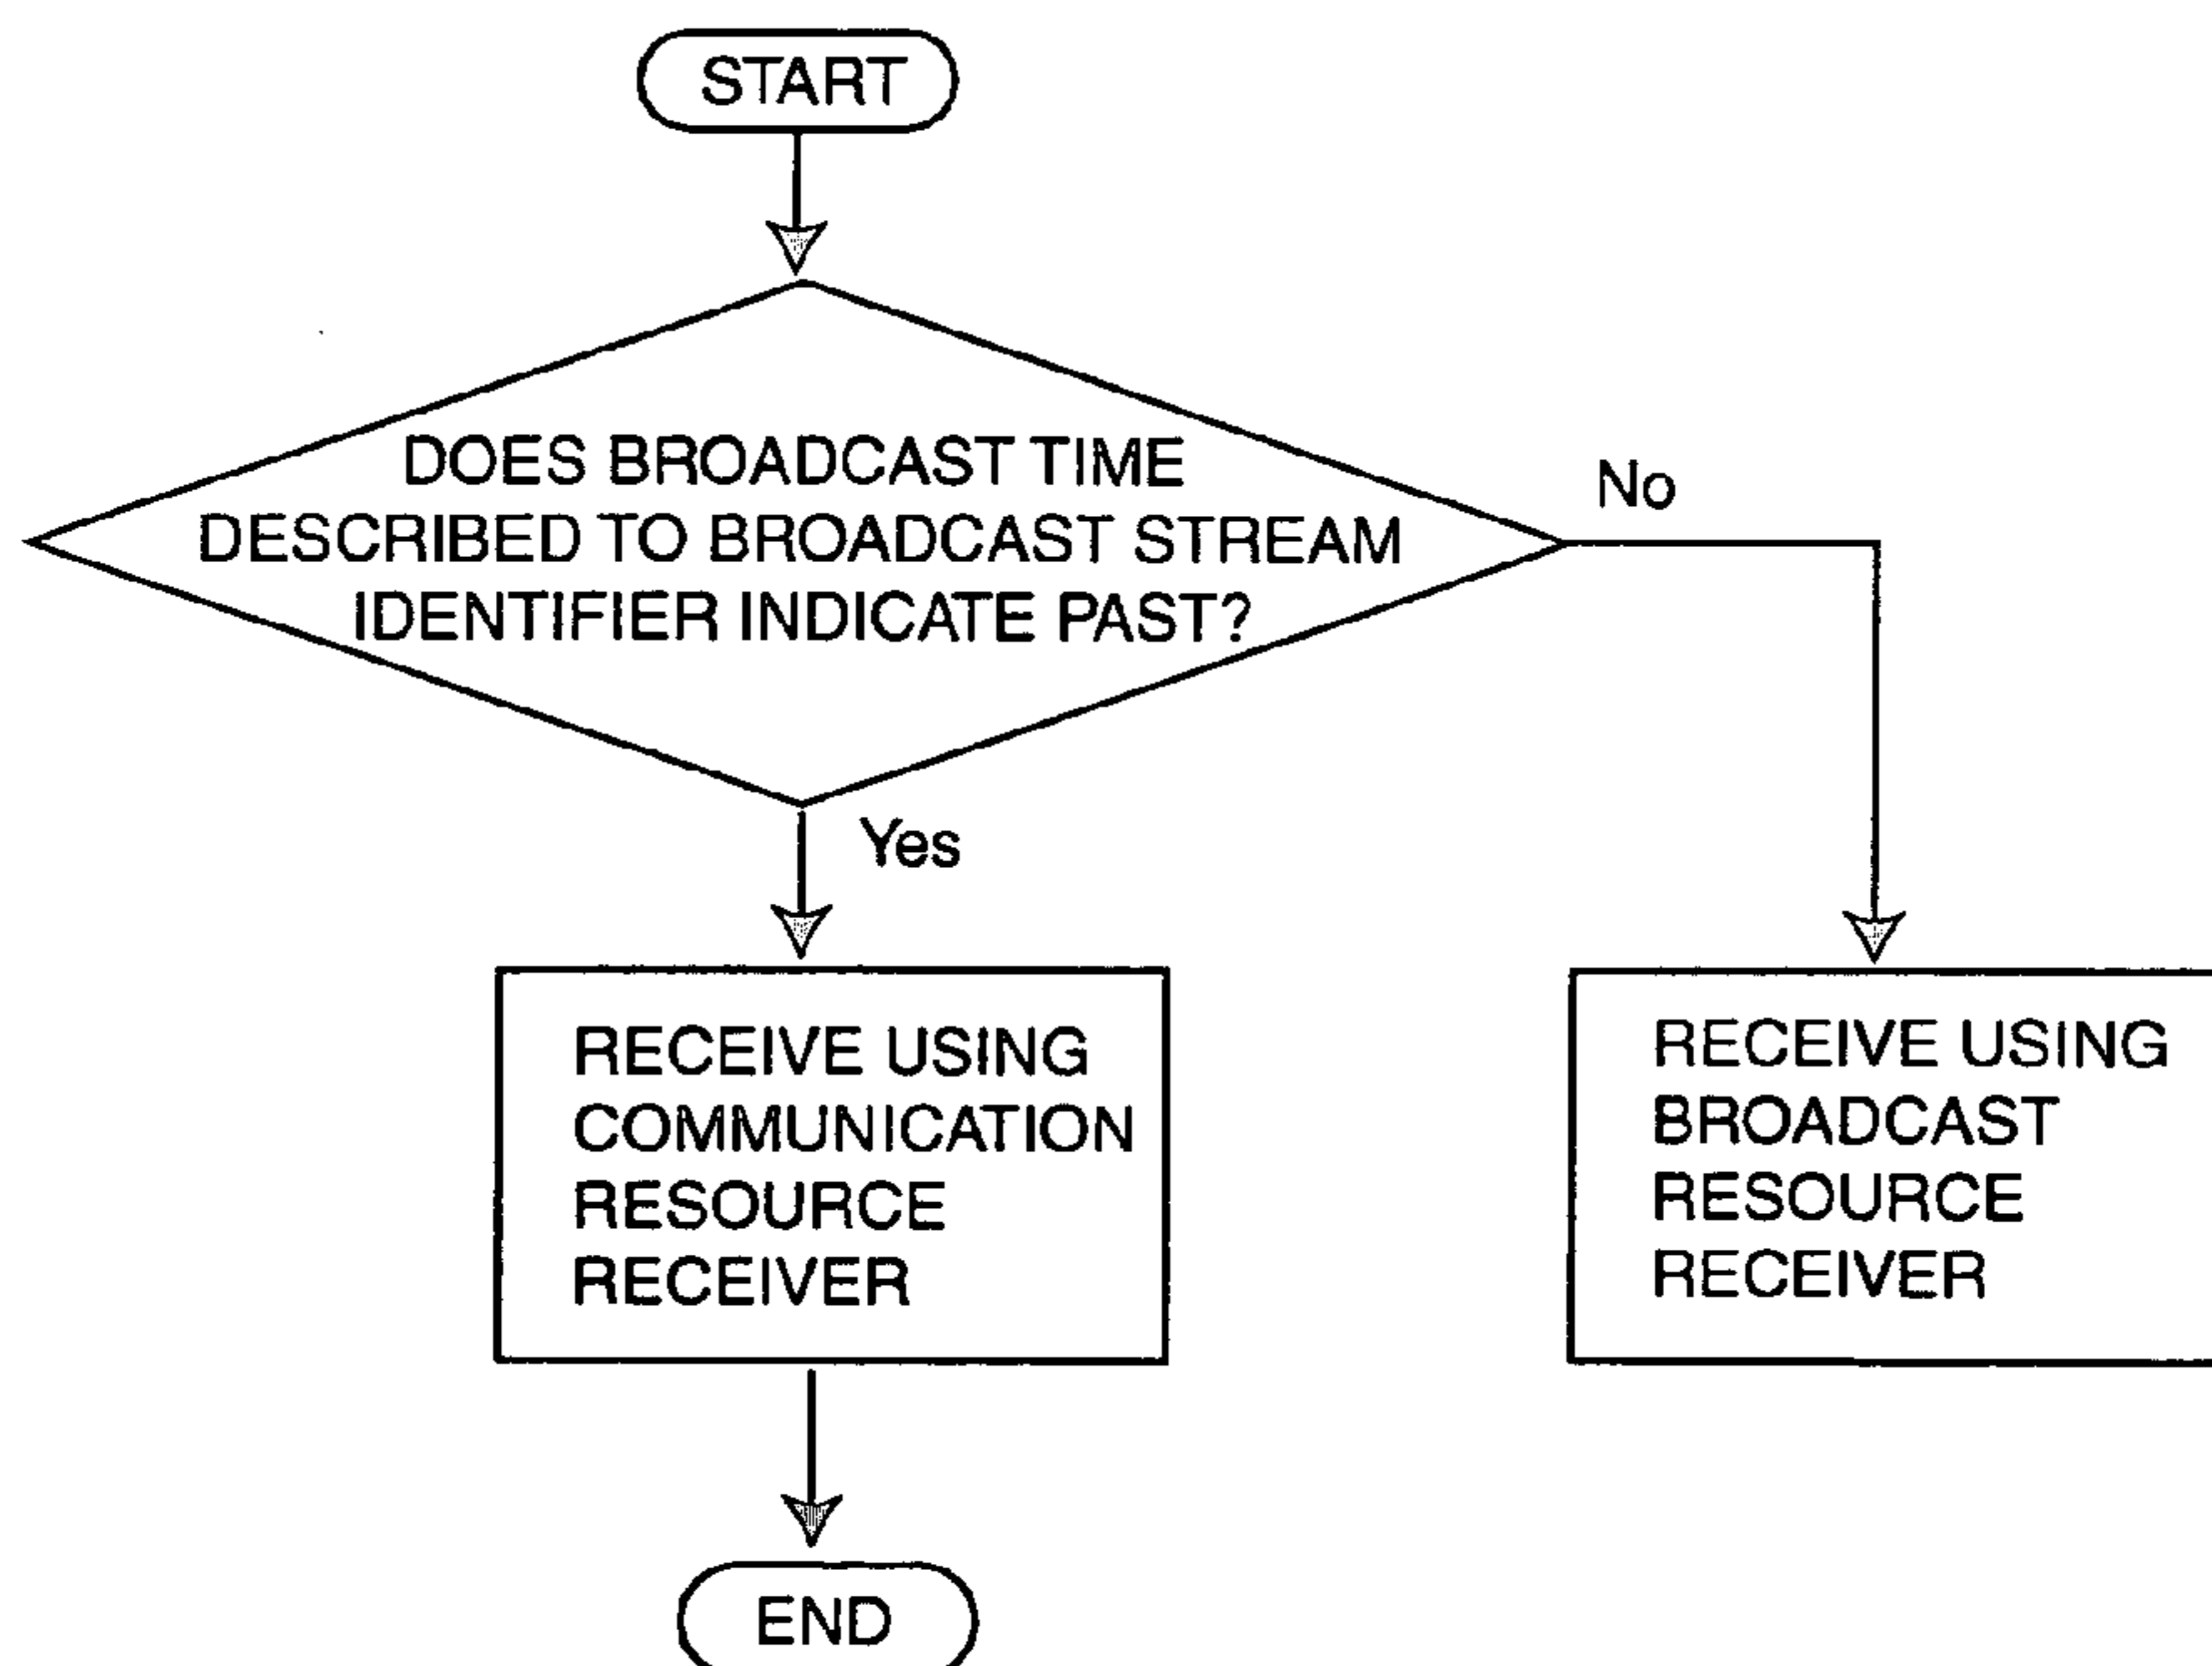 START
DOES BROADCAST TIME
DESCRIBED TO BROADCAST STREAM
IDENTIFIER INDICATE PAST?
No
Yes
RECEIVE USING
COMMUNICATION
RESOURCE
RECEIVER
RECEIVE USING
BROADCAST
RESOURCE
RECEIVER
END